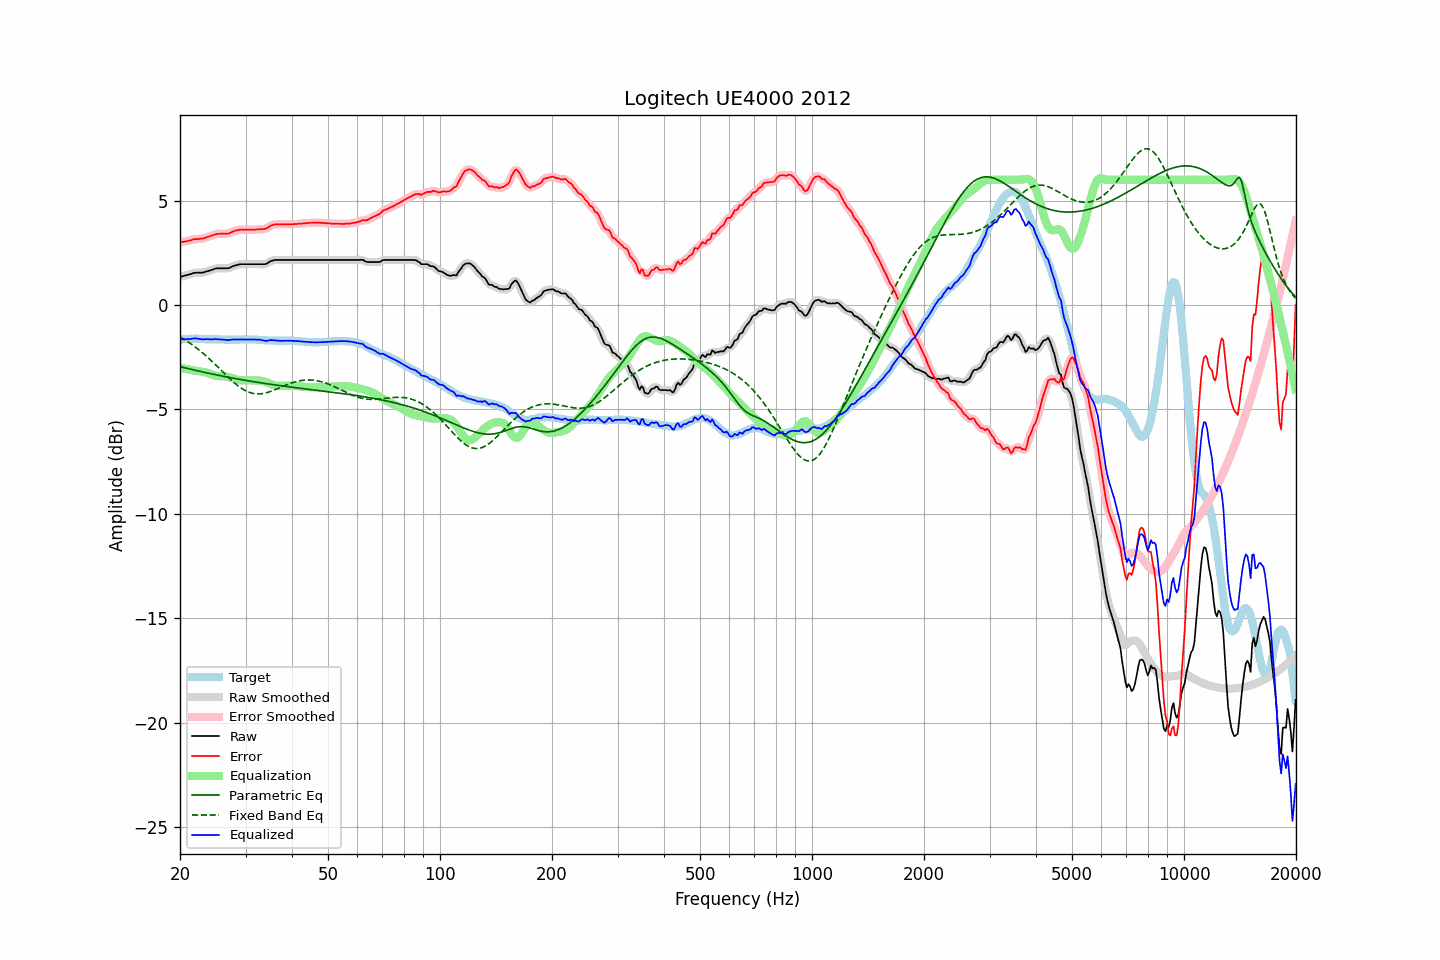 Logitech UE4000 2012
Amplitude (dBr)
5
0
−5
−10
−15
−20
−25
Target
Raw Smoothed
Error Smoothed
Raw
Error
Equalization
Parametric Eq
Fixed Band Eq
Equalized
20 50 100 200 500 1000 2000 5000 10000 20000
Frequency (Hz)